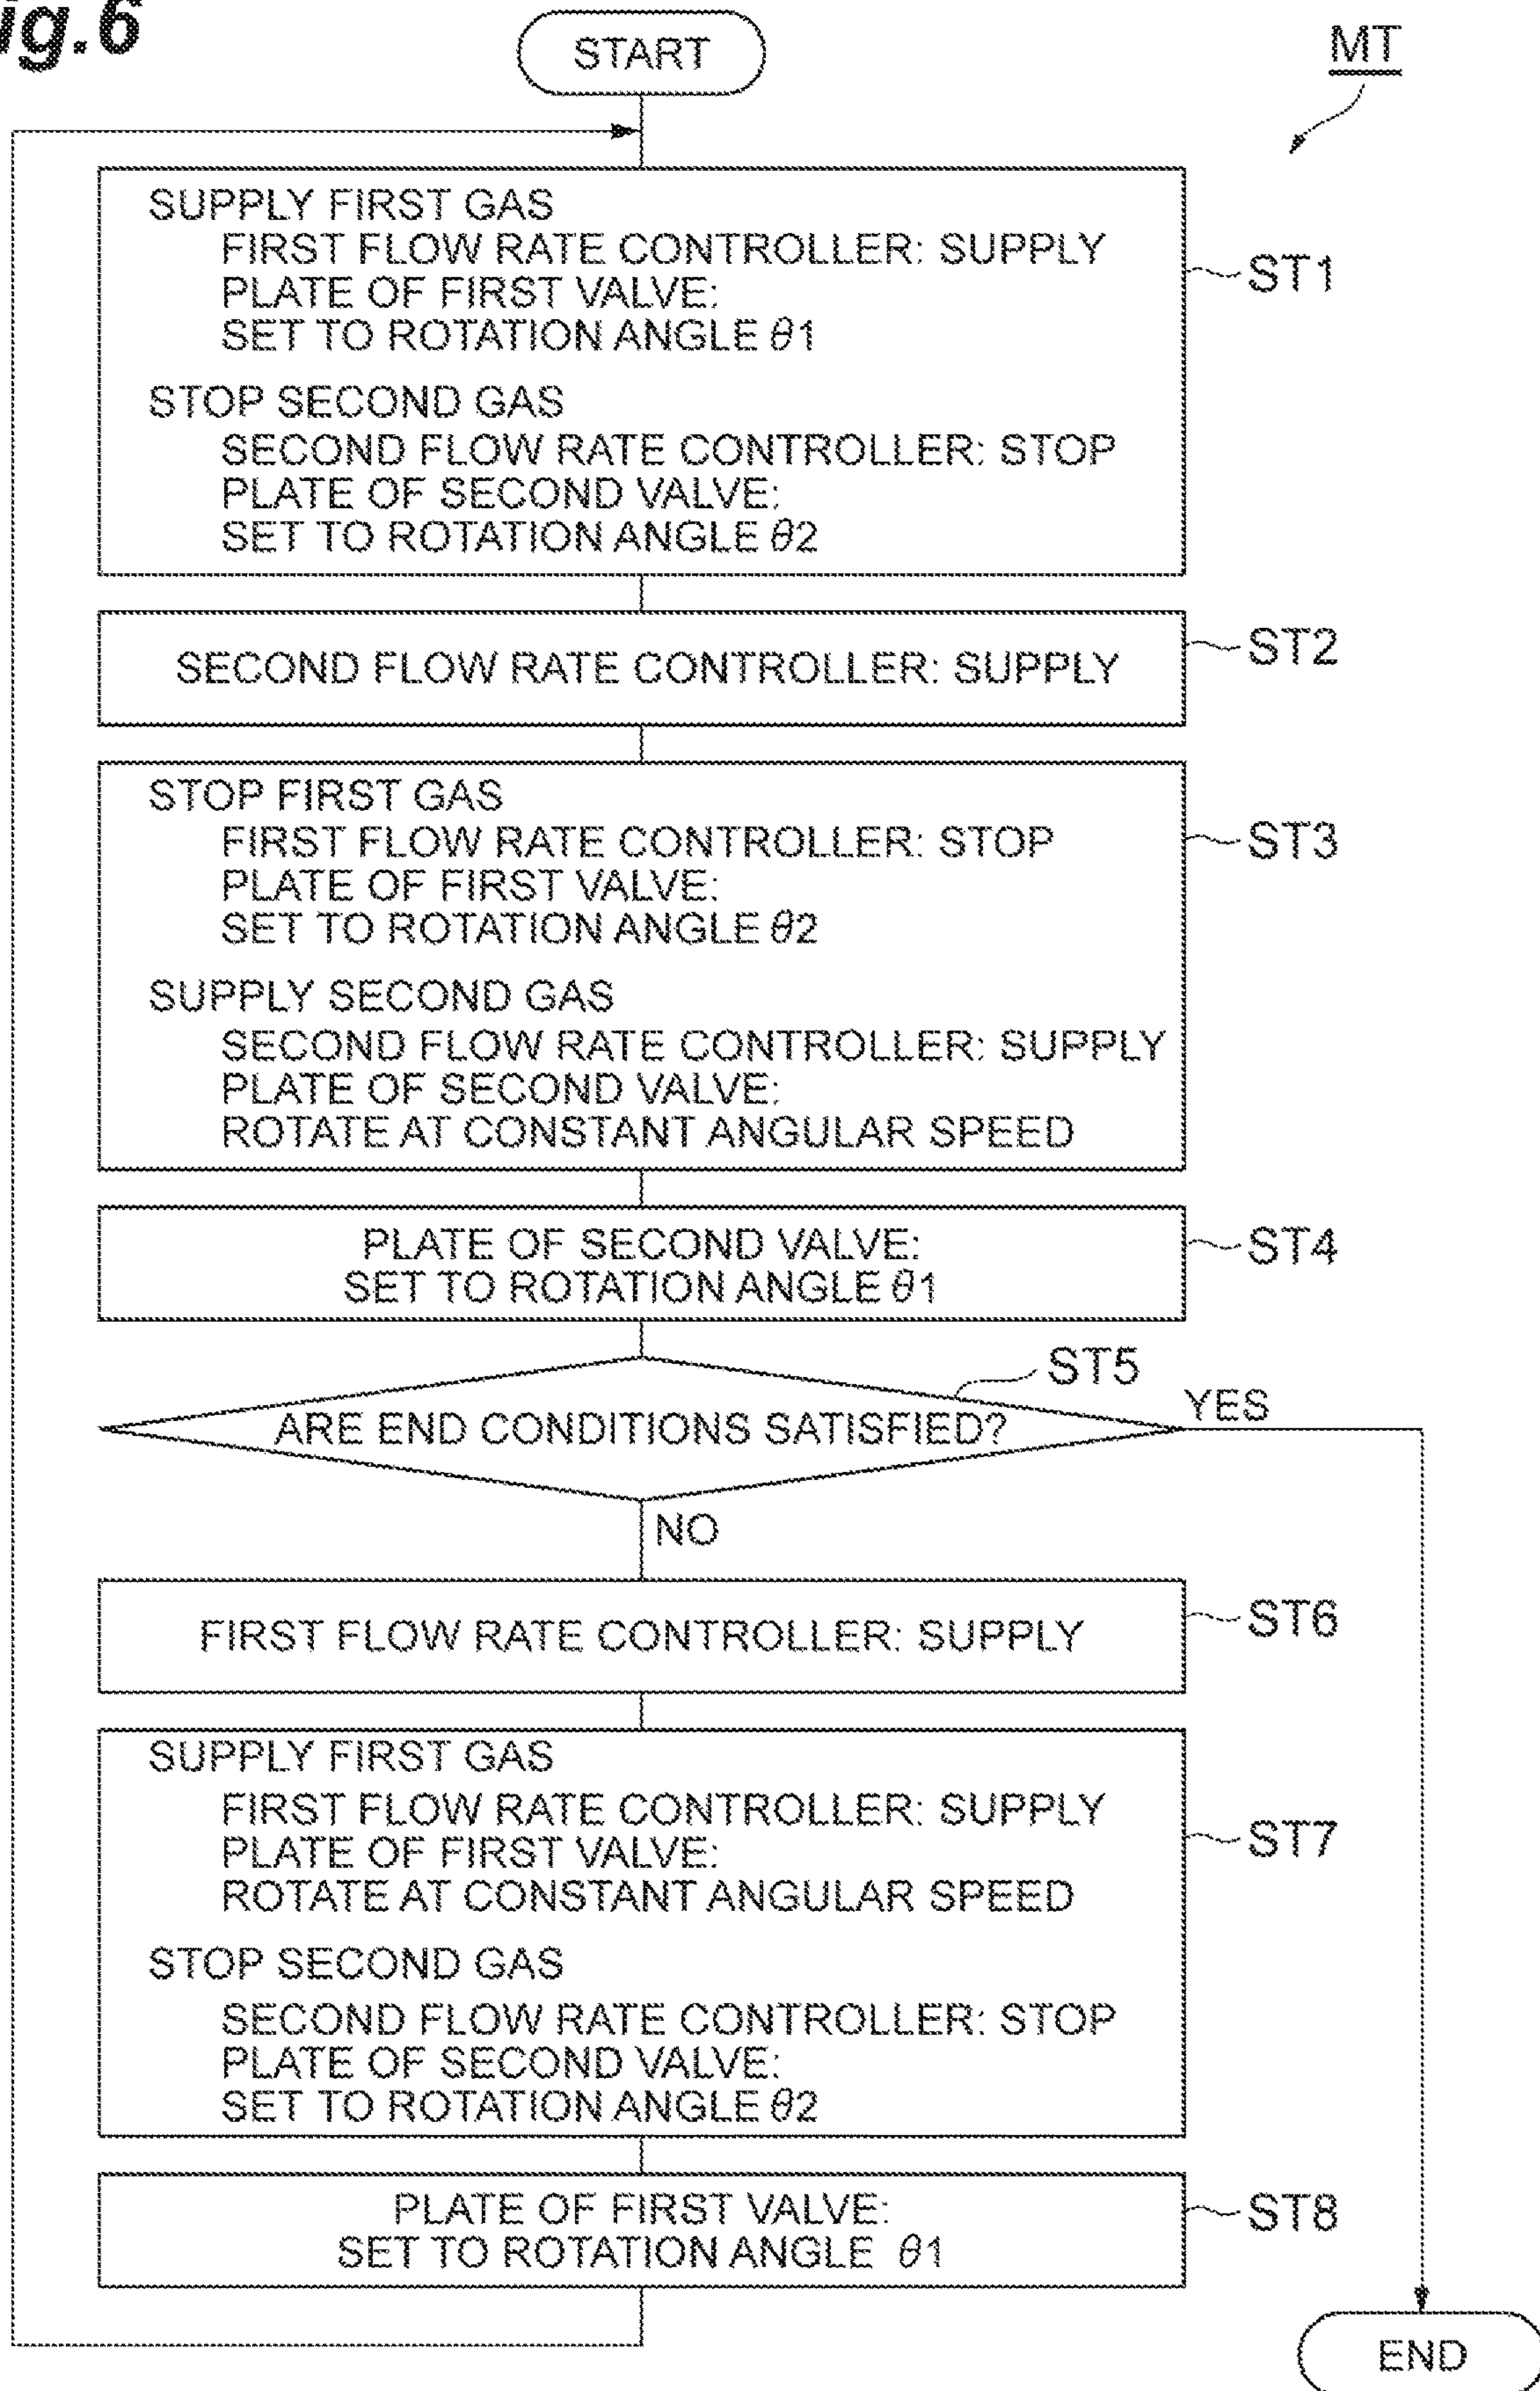 ig.6
START
MT
SUPPLY FIRST GAS
FIRST FLOW RATE CONTROLLER: SUPPLY
PLATE OF FIRST VALVE:
SET TO ROTATION ANGLE θ1
STOP SECOND GAS
SECOND FLOW RATE CONTROLLER: STOP
PLATE OF SECOND VALVE:
SET TO ROTATION ANGLE θ2
ST1
SECOND FLOW RATE CONTROLLER: SUPPLY
ST2
STOP FIRST GAS
FIRST FLOW RATE CONTROLLER: STOP
PLATE OF FIRST VALVE:
SET TO ROTATION ANGLE θ2
SUPPLY SECOND GAS
SECOND FLOW RATE CONTROLLER: SUPPLY
PLATE OF SECOND VALVE:
ROTATE AT CONSTANT ANGULAR SPEED
ST3
PLATE OF SECOND VALVE:
SET TO ROTATION ANGLE θ1
ST4
ST5
ARE END CONDITIONS SATISFIED?
YES
NO
FIRST FLOW RATE CONTROLLER: SUPPLY
ST6
SUPPLY FIRST GAS
FIRST FLOW RATE CONTROLLER: SUPPLY
PLATE OF FIRST VALVE:
ROTATE AT CONSTANT ANGULAR SPEED
STOP SECOND GAS
SECOND FLOW RATE CONTROLLER: STOP
PLATE OF SECOND VALVE:
SET TO ROTATION ANGLE θ2
ST7
PLATE OF FIRST VALVE:
SET TO ROTATION ANGLE θ1
ST8
END